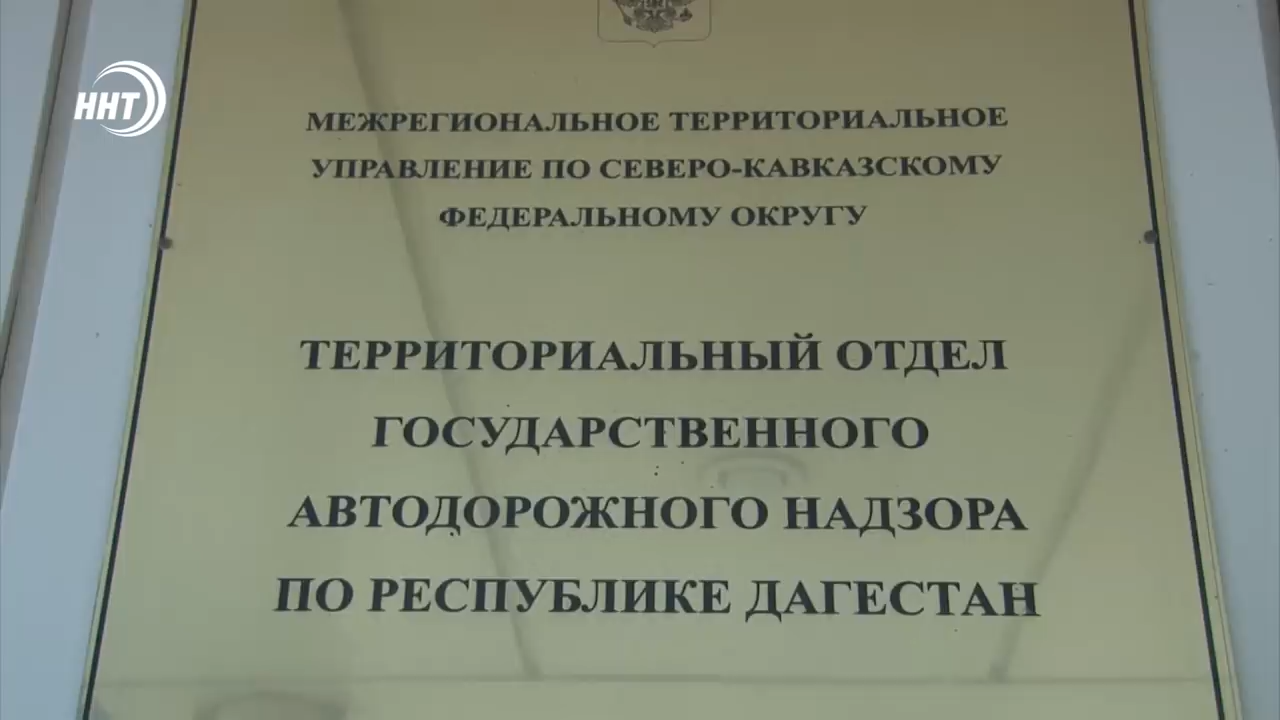 ННТ
МЕЖРЕГИОНАЛЬНОЕ ТЕРРИТОРИАЛЬНОЕ
УПРАВЛЕНИЕ ПО СЕВЕРО-КАВКАЗСКОМУ
ФЕДЕРАЛЬНОМУ ОКРУГУ
ТЕРРИТОРИАЛЬНЫЙ ОТДЕЛ
ГОСУДАРСТВЕННОГО
АВТОДОРОЖНОГО НАДЗОРА
ПО РЕСПУБЛИКЕ ДАГЕСТАН